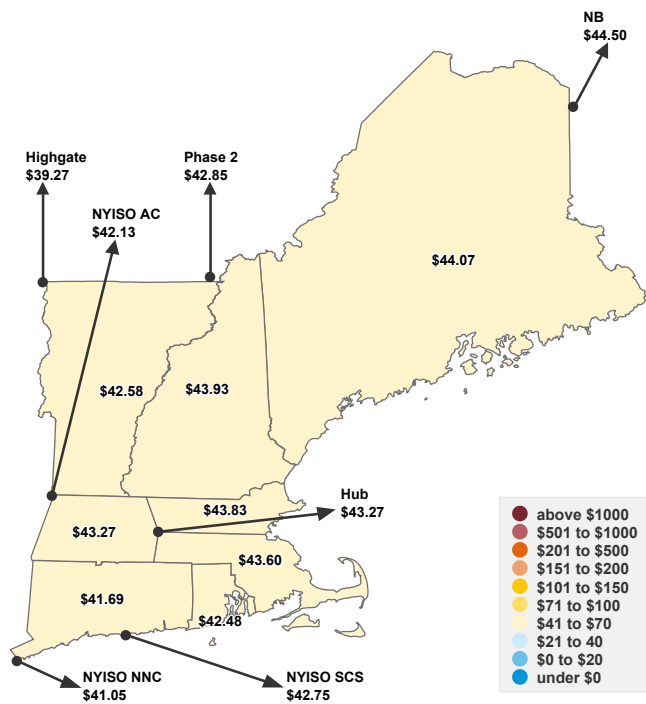 NB
$44.50
Highgate
$39.27
Phase 2
$42.85
NYISO AC
$42.13
$44.07
$42.58
$43.93
Hub
$43.27
$43.83
$43.27
$43.60
$41.69
$42.48
NYISO NNC
$41.05
NYISO SCS
$42.75
above $1000
$501 to $1000
$201 to $500
$151 to $200
$101 to $150
$71 to $100
$41 to $70
$21 to 40
$0 to $20
under $0